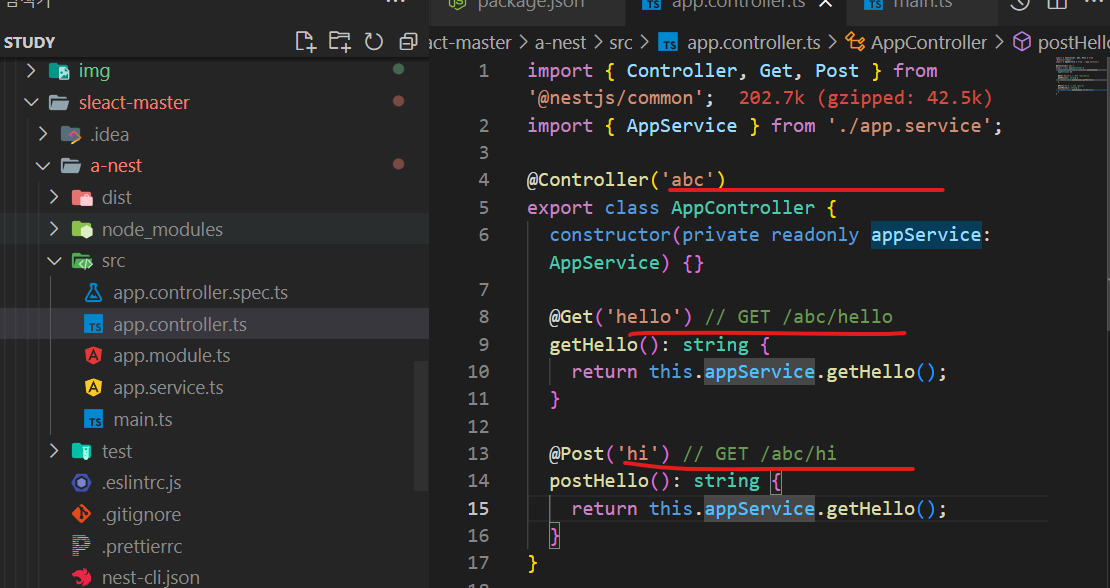 package.json
app.controller.ts
main.ts
STUDY
act-master > a-nest > src > TS app.controller.ts > AppController > postHello
img
sleact-master
.idea
a-nest
dist
node_modules
src
app.controller.spec.ts
TS app.controller.ts
app.module.ts
app.service.ts
TS main.ts
test
.eslintrc.js
.gitignore
.prettierrc
nest-cli.json
1 import { Controller, Get, Post } from
'@nestjs/common'; 202.7k (gzipped: 42.5k)
2 import { AppService } from './app.service';
3
4 @Controller('abc')
5 export class AppController {
6 constructor(private readonly appService:
AppService) {}
7
8 @Get('hello') // GET /abc/hello
9 getHello(): string {
10 return this.appService.getHello();
11 }
12
13 @Post('hi') // GET /abc/hi
14 postHello(): string {
15 return this.appService.getHello();
16 }
17 }